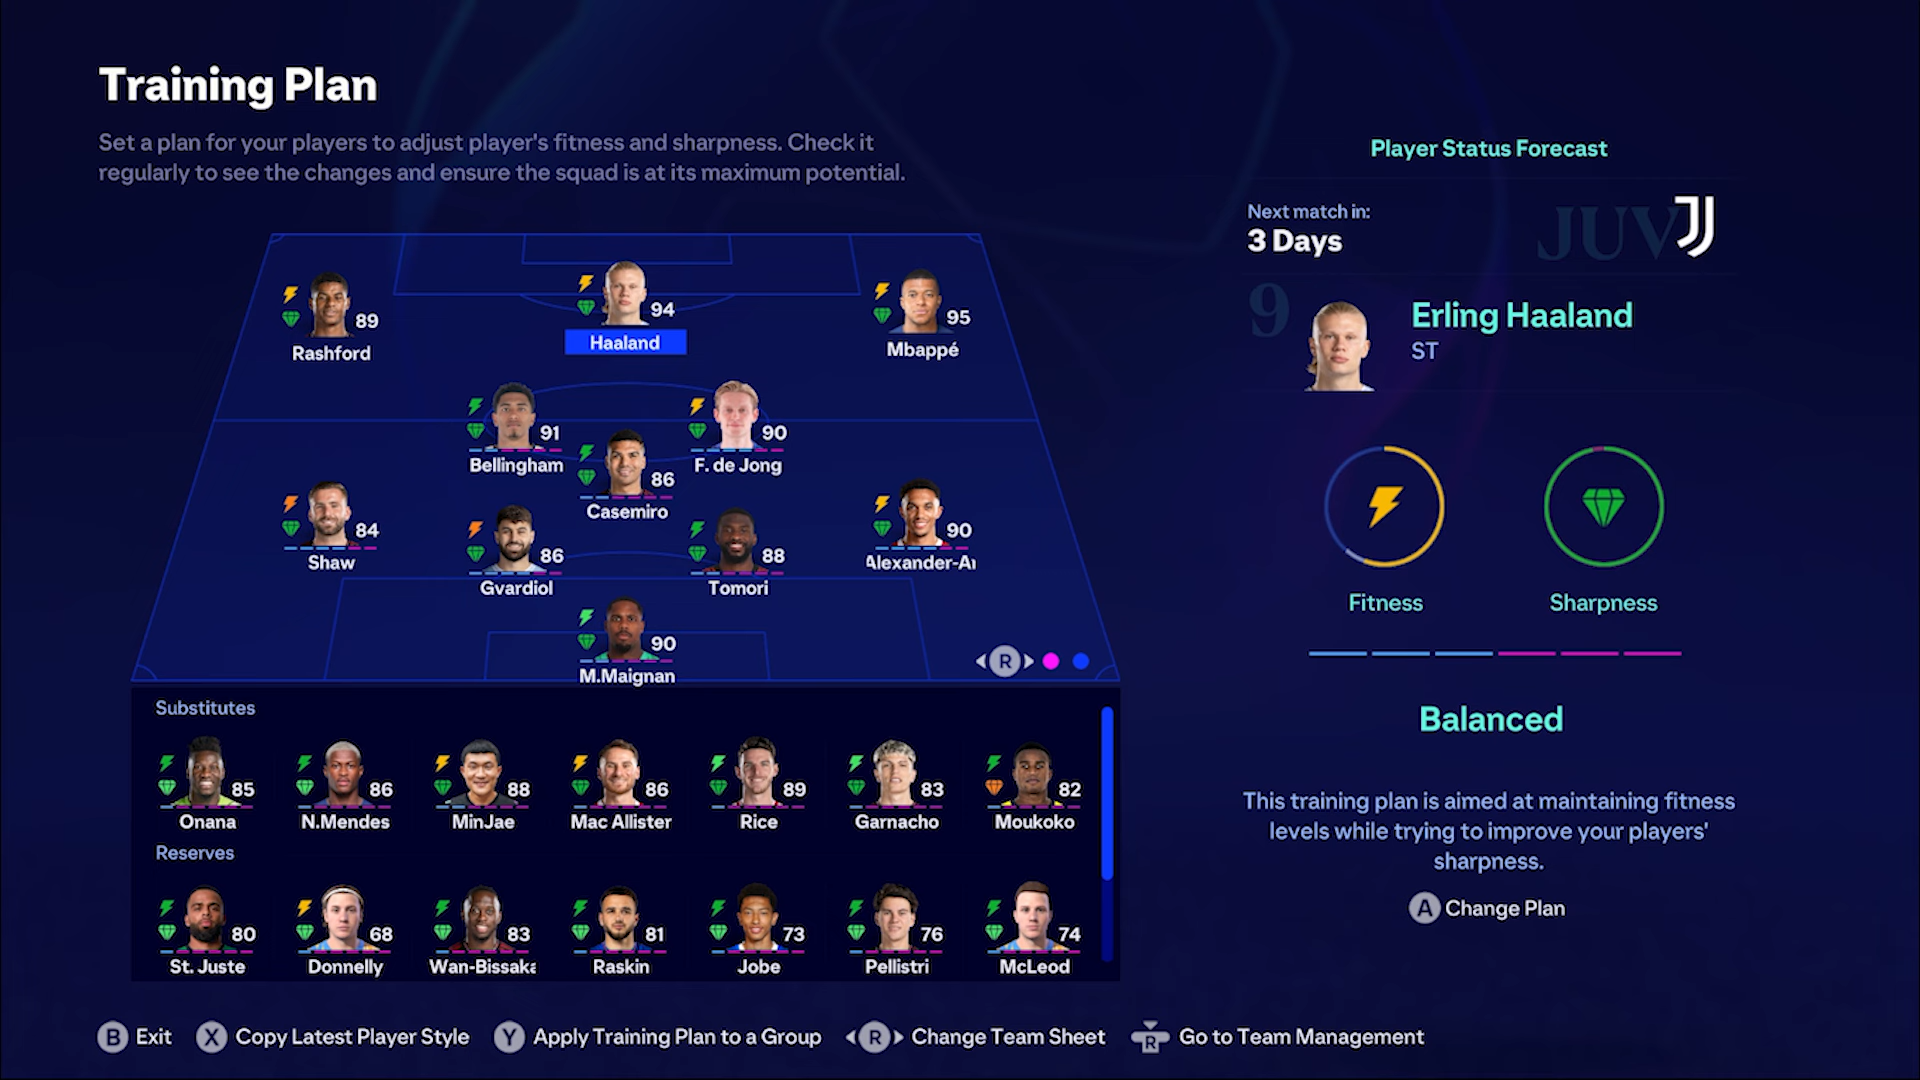 Training Plan
Set a plan for your players to adjust player's fitness and sharpness. Check it
regularly to see the changes and ensure the squad is at its maximum potential.
Player Status Forecast
Next match in:
3 Days
JUV
9
Erling Haaland
ST
89
Rashford
94
Haaland
95
Mbappé
91
Bellingham
90
F. de Jong
86
Casemiro
84
Shaw
86
Gvardiol
88
Tomori
90
Alexander-Ar
90
M.Maignan
R
Fitness
Sharpness
Balanced
This training plan is aimed at maintaining fitness
levels while trying to improve your players'
sharpness.
A Change Plan
Substitutes
85 86 88 86 89 83 82
Onana N.Mendes MinJae Mac Allister Rice Garnacho Moukoko
Reserves
80 68 83 81 73 76 74
St. Juste Donnelly Wan-Bissaka Raskin Jobe Pellistri McLeod
B Exit X Copy Latest Player Style Y Apply Training Plan to a Group R Change Team Sheet R Go to Team Management